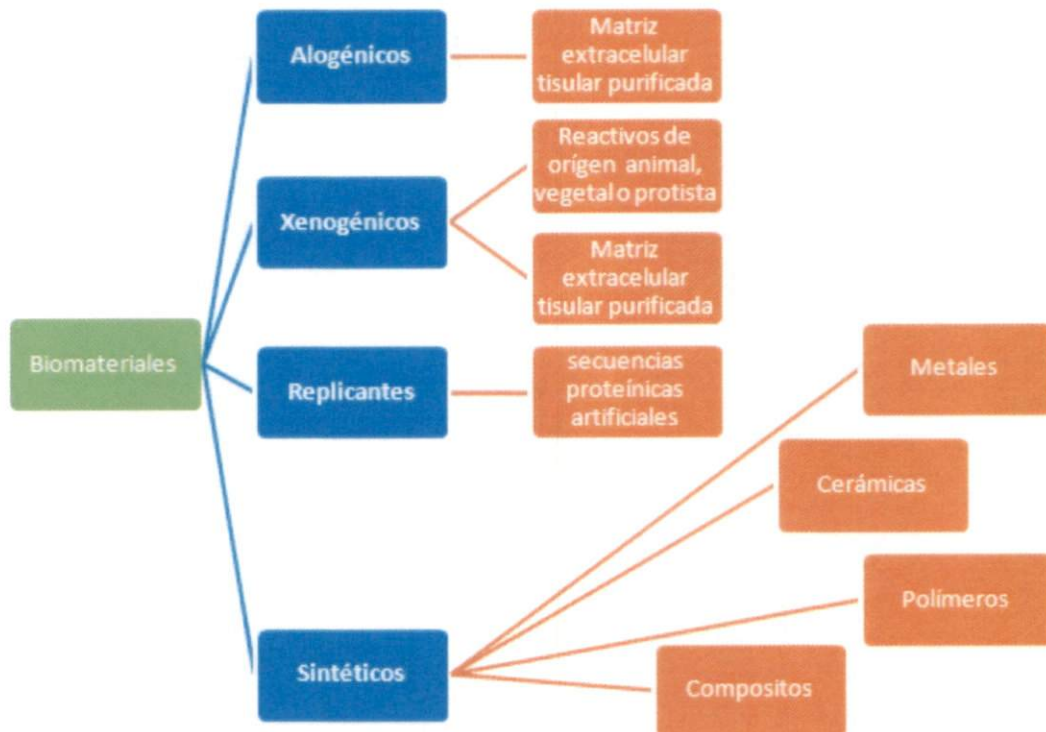 Biomateriales
Alogénicos
Matriz
extracelular
tisular purificada
Xenogénicos
Reactivos de
orígen animal,
vegetal o protista
Matriz
extracelular
tisular purificada
Replicantes
secuencias
proteínicas
artificiales
Sintéticos
Metales
Cerámicas
Polímeros
Compositos